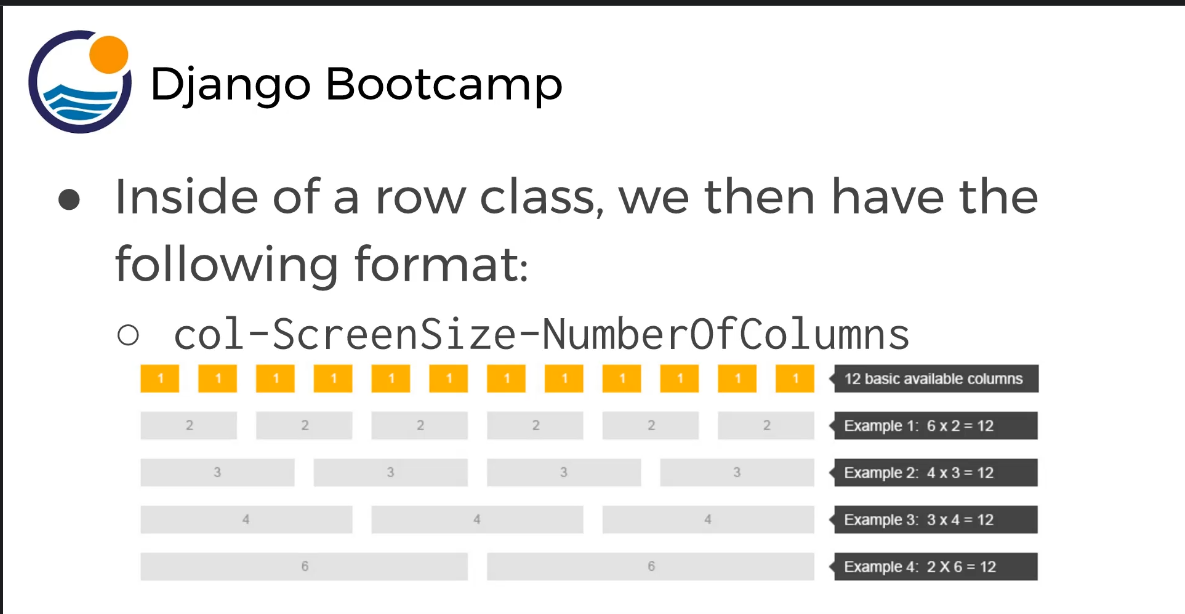 Django Bootcamp
● Inside of a row class, we then have the
following format:
○ col-ScreenSize-NumberOfColumns
1 1 1 1 1 1 1 1 1 1 1 1 12 basic available columns
2 2 2 2 2 2 Example 1: 6 x 2 = 12
3 3 3 3 Example 2: 4 x 3 = 12
4 4 4 Example 3: 3 x 4 = 12
6 6 Example 4: 2 X 6 = 12